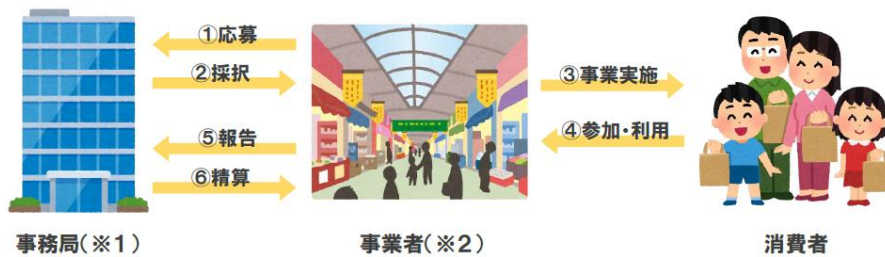 ①応募
②採択
③事業実施
④参加・利用
⑤報告
⑥精算
事務局(※1)
事業者(※2)
消費者